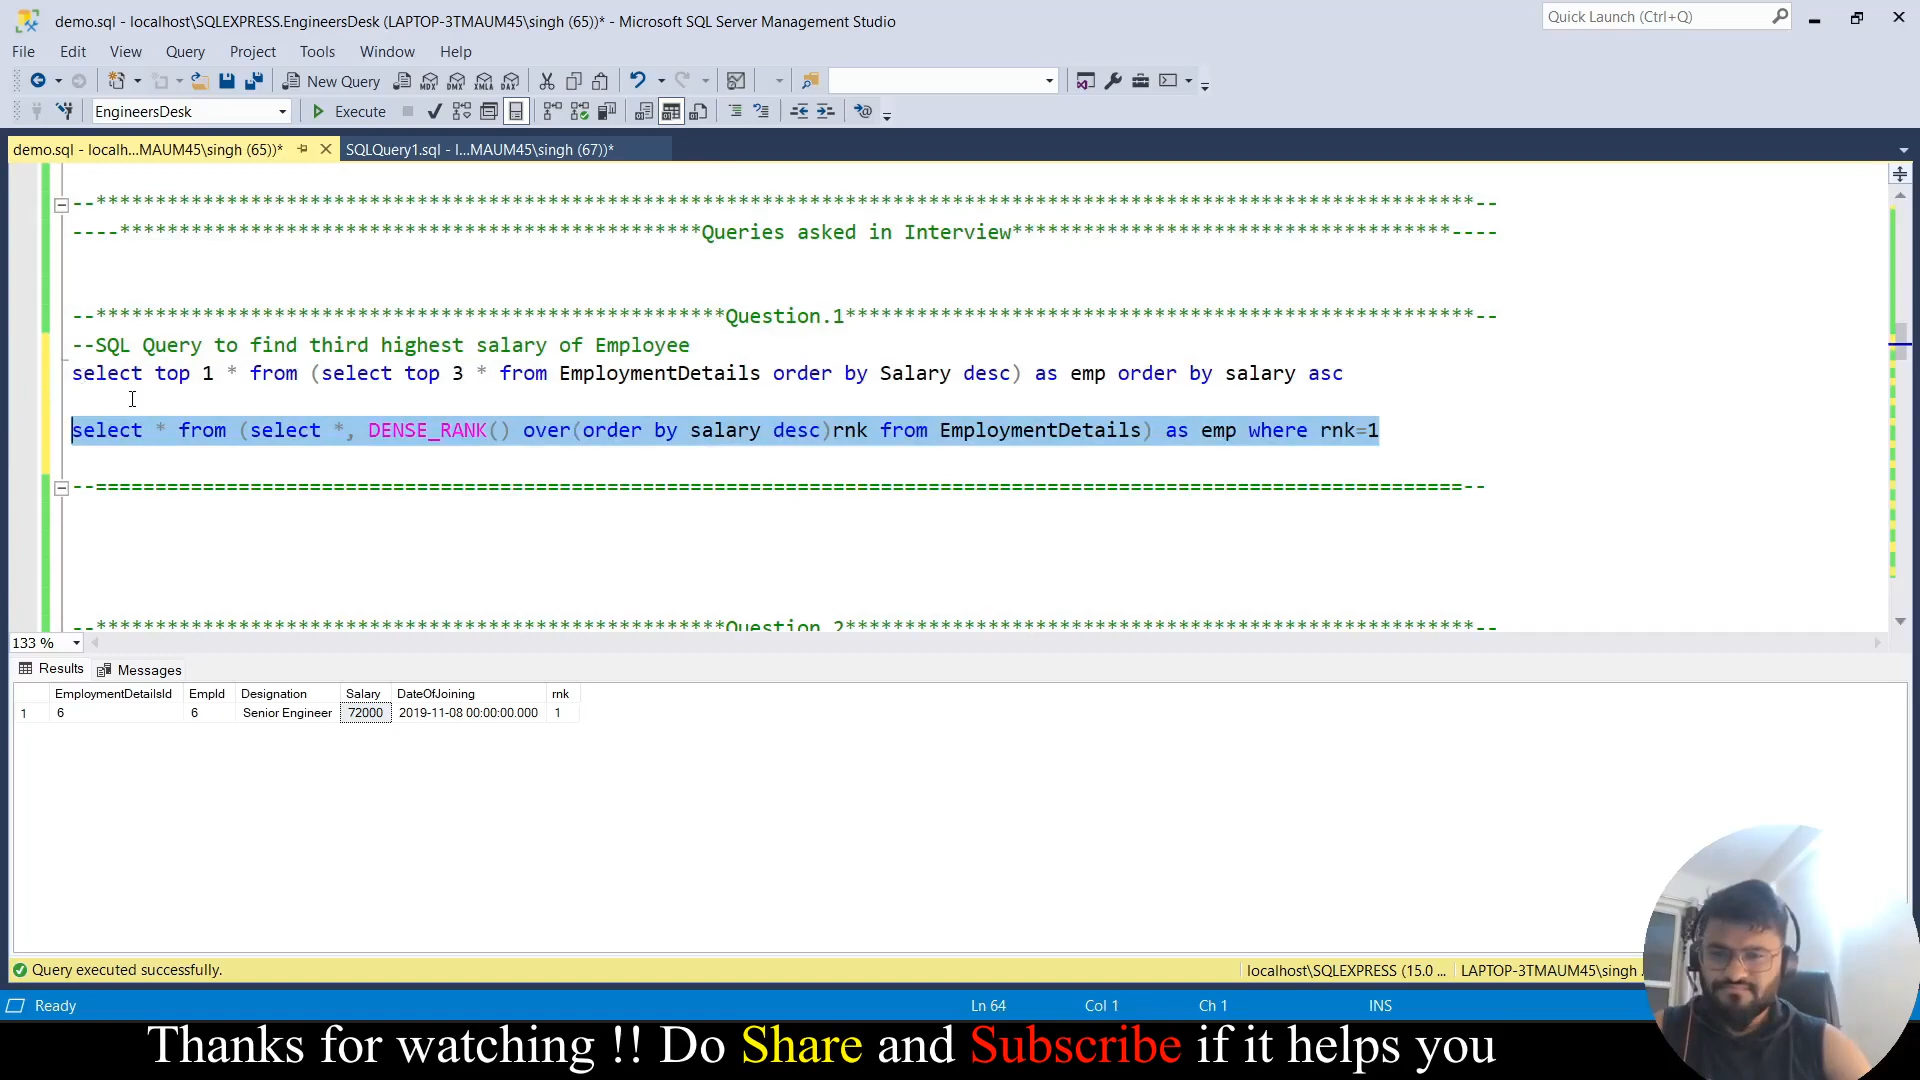 demo.sql - localhost\SQLEXPRESS.EngineersDesk (LAPTOP-3TMAUM45\singh (65))* - Microsoft SQL Server Management Studio
Quick Launch (Ctrl+Q)
File Edit View Query Project Tools Window Help
New Query
MDX DMX XMLA DAX
EngineersDesk
Execute
demo.sql - localh...MAUM45\singh (65))*
SQLQuery1.sql - l...MAUM45\singh (67))*
--*********************************************************************************************************************--
----*************************************************Queries asked in Interview*************************************----
--*****************************************************Question.1*****************************************************--
--SQL Query to find third highest salary of Employee
select top 1 * from (select top 3 * from EmploymentDetails order by Salary desc) as emp order by salary asc
select * from (select *, DENSE_RANK() over(order by salary desc)rnk from EmploymentDetails) as emp where rnk=1
--===================================================================================================================--
--*****************************************************Question.2*****************************************************--
133 %
Results Messages
EmploymentDetailsId EmpId Designation Salary DateOfJoining rnk
1 6 6 Senior Engineer 72000 2019-11-08 00:00:00.000 1
Query executed successfully.
localhost\SQLEXPRESS (15.0 ...
LAPTOP-3TMAUM45\singh
Ready
Ln 64 Col 1 Ch 1 INS
Thanks for watching !! Do Share and Subscribe if it helps you